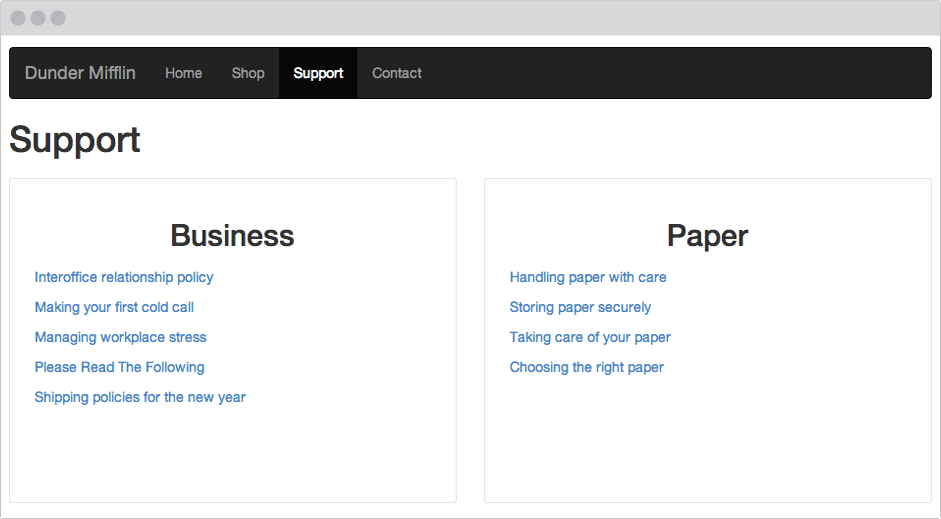 Dunder Mifflin Home Shop Support Contact
Support
Business
Interoffice relationship policy
Making your first cold call
Managing workplace stress
Please Read The Following
Shipping policies for the new year
Paper
Handling paper with care
Storing paper securely
Taking care of your paper
Choosing the right paper